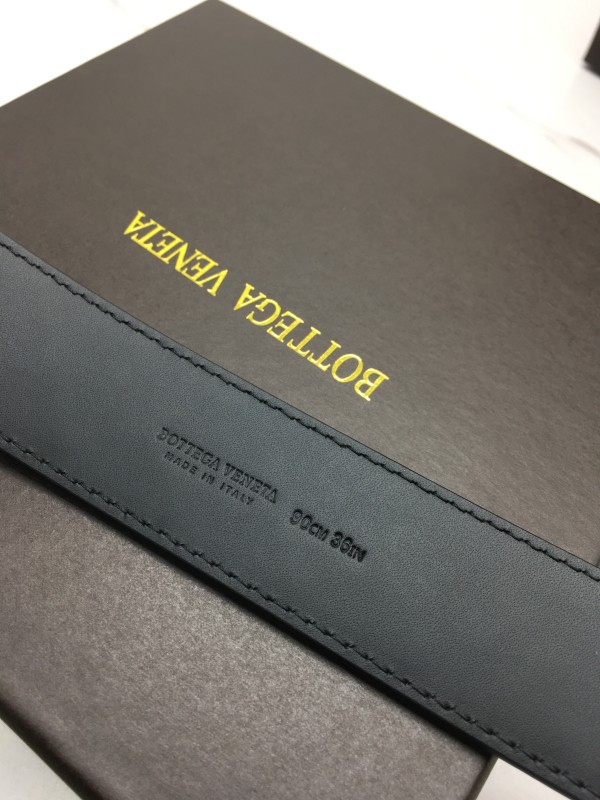 BOTTEGA VENETA
BOTTEGA VENETA
MADE IN ITALY
90CM 36IN